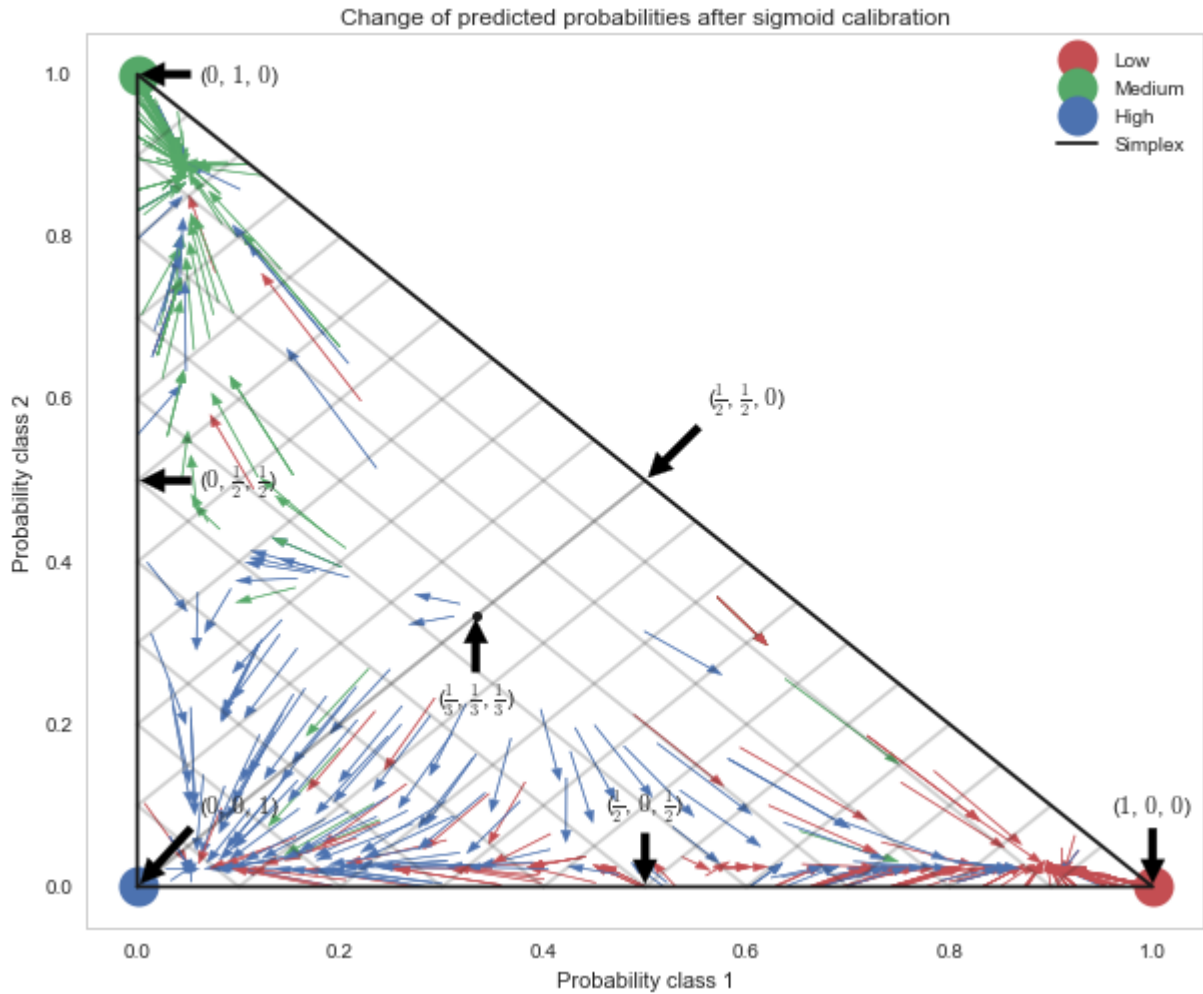 Change of predicted probabilities after sigmoid calibration
Low
Medium
High
Simplex
(0, 1, 0)
(1/2, 1/2, 0)
(0, 1/2, 1/2)
(1/3, 1/3, 1/3)
(0, 0, 1)
(1/2, 0, 1/2)
(1, 0, 0)
Probability class 2
1.0
0.8
0.6
0.4
0.2
0.0
0.0 0.2 0.4 0.6 0.8 1.0
Probability class 1